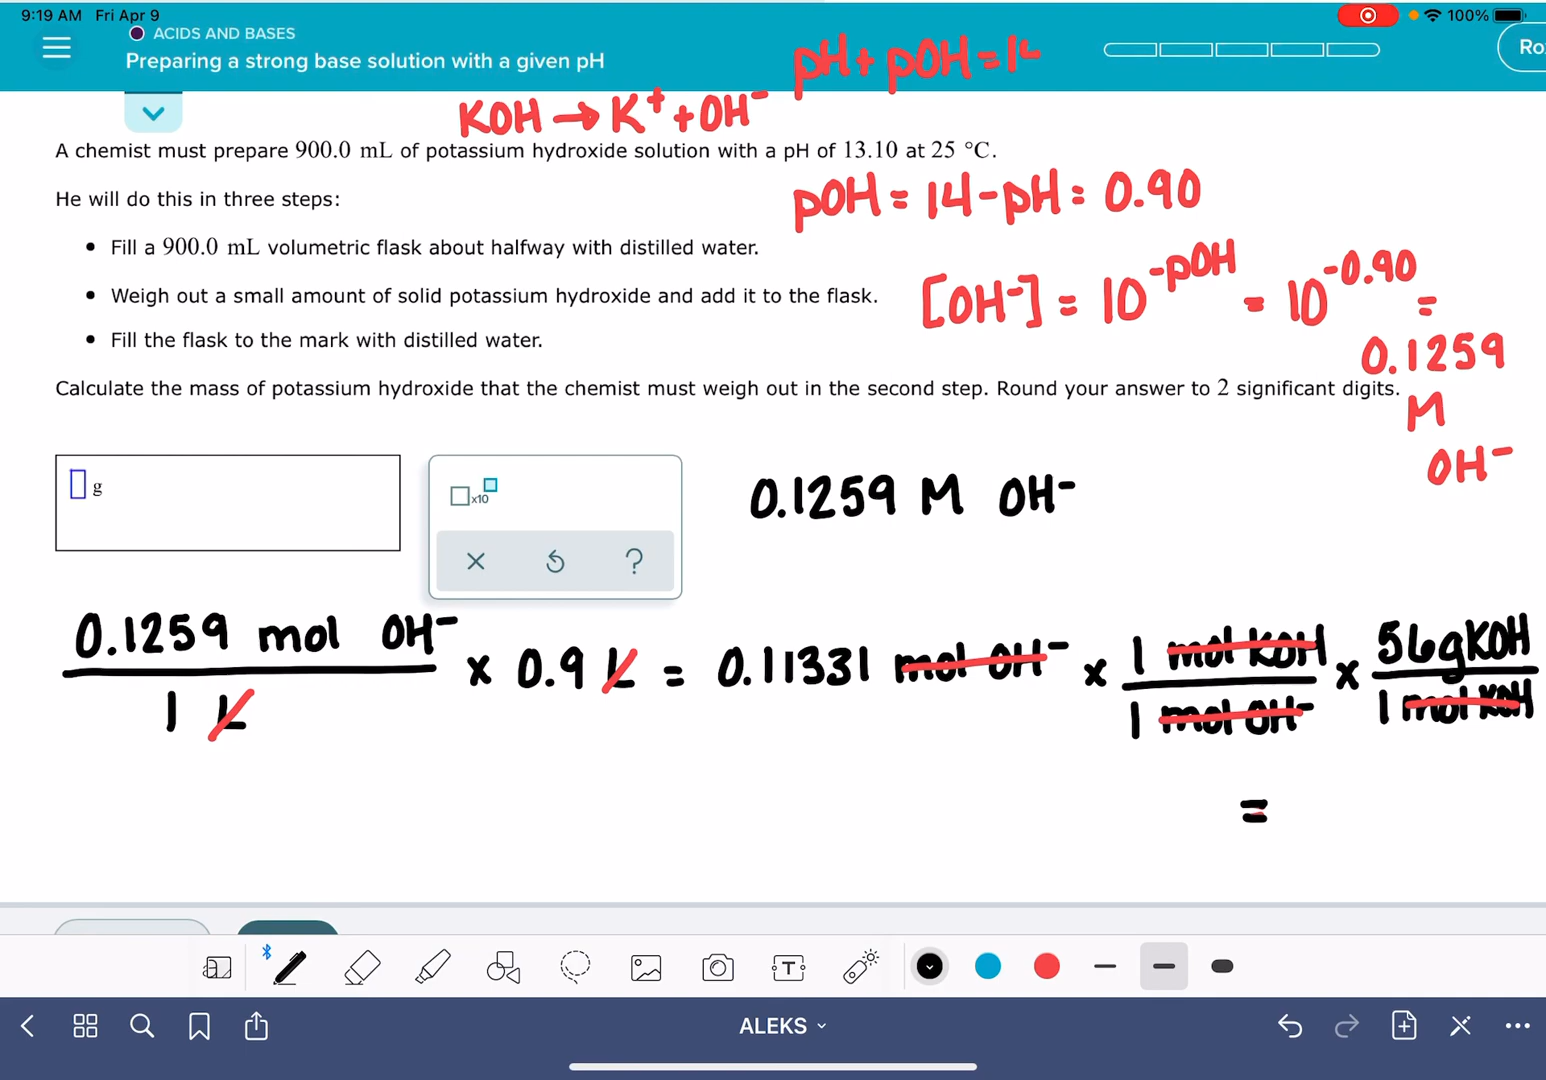 9:19 AM Fri Apr 9
100%
ACIDS AND BASES
Preparing a strong base solution with a given pH
pH + pOH = 14
KOH → K⁺ + OH⁻
A chemist must prepare 900.0 mL of potassium hydroxide solution with a pH of 13.10 at 25 °C.
He will do this in three steps:
pOH = 14 - pH = 0.90
• Fill a 900.0 mL volumetric flask about halfway with distilled water.
• Weigh out a small amount of solid potassium hydroxide and add it to the flask.
[OH⁻] = 10^-pOH = 10^-0.90 =
0.1259
M
OH⁻
• Fill the flask to the mark with distilled water.
Calculate the mass of potassium hydroxide that the chemist must weigh out in the second step. Round your answer to 2 significant digits.
g
x10
?
0.1259 M OH⁻
0.1259 mol OH⁻ / 1 L × 0.9 L = 0.11331 mol OH⁻ × 1 mol KOH / 1 mol OH⁻ × 56gKOH / 1 mol KOH
=
T
ALEKS